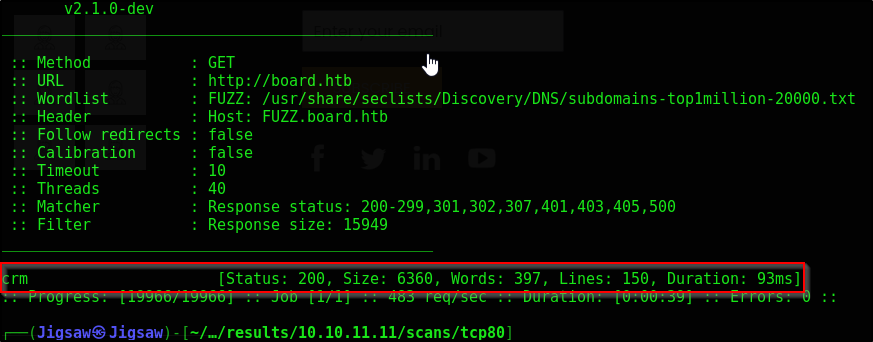 v2.1.0-dev
Enter your email
:: Method           : GET
:: URL              : http://board.htb
:: Wordlist         : FUZZ: /usr/share/seclists/Discovery/DNS/subdomains-top1million-20000.txt
:: Header           : Host: FUZZ.board.htb
:: Follow redirects : false
:: Calibration      : false
:: Timeout          : 10
:: Threads          : 40
:: Matcher          : Response status: 200-299,301,302,307,401,403,405,500
:: Filter           : Response size: 15949
crm                     [Status: 200, Size: 6360, Words: 397, Lines: 150, Duration: 93ms]
:: Progress: [19966/19966] :: Job [1/1] :: 483 req/sec :: Duration: [0:00:39] :: Errors: 0 ::
┌──(Jigsaw㉿Jigsaw)-[~/…/results/10.10.11.11/scans/tcp80]